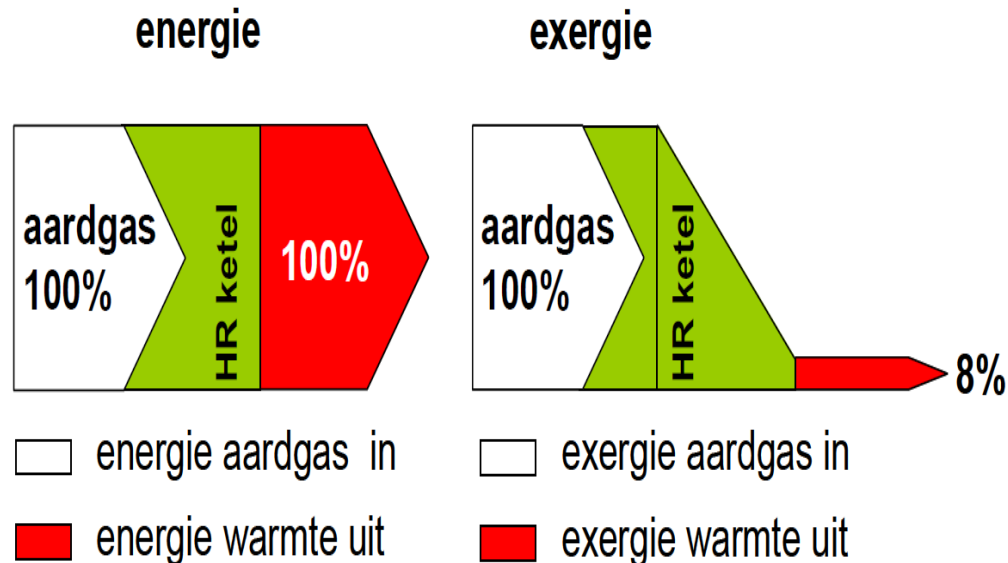 energie
aardgas
100%
HR ketel
100%
energie aardgas in
energie warmte uit
exergie
aardgas
100%
HR ketel
8%
exergie aardgas in
exergie warmte uit